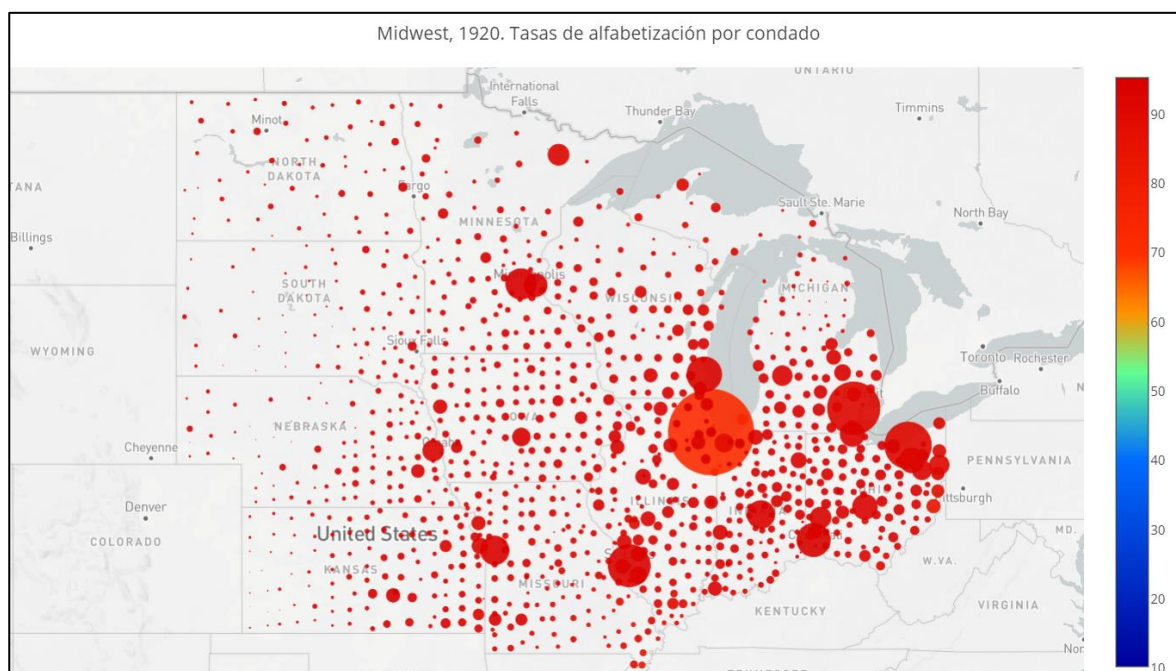 Midwest, 1920. Tasas de alfabetización por condado
ONTARIO
International
Falls
Thunder Bay
Timmins
90
Minot
NORTH
DAKOTA
Fargo
80
Sault Ste. Marie
North Bay
MINNESOTA
Billings
70
SOUTH
DAKOTA
WISCONSIN
MICHIGAN
60
Sioux Falls
WYOMING
Toronto
Rochester
Buffalo
50
IOWA
NEBRASKA
Cheyenne
PENNSYLVANIA
40
Denver
ILLINOIS
United States
COLORADO
MD.
30
KANSAS
MISSOURI
W.VA.
KENTUCKY
VIRGINIA
20
10